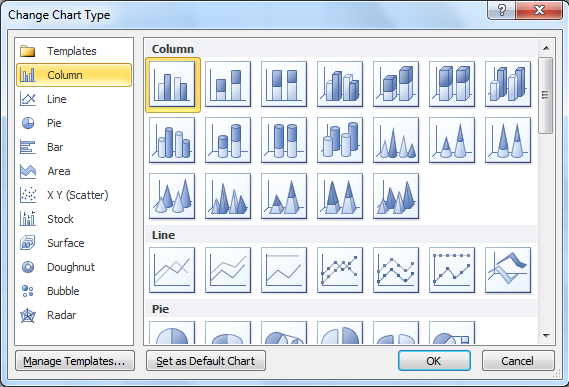 Change Chart Type
Templates
Column
Line
Pie
Bar
Area
X Y (Scatter)
Stock
Surface
Doughnut
Bubble
Radar
Column
Line
Pie
Manage Templates...
Set as Default Chart
OK
Cancel